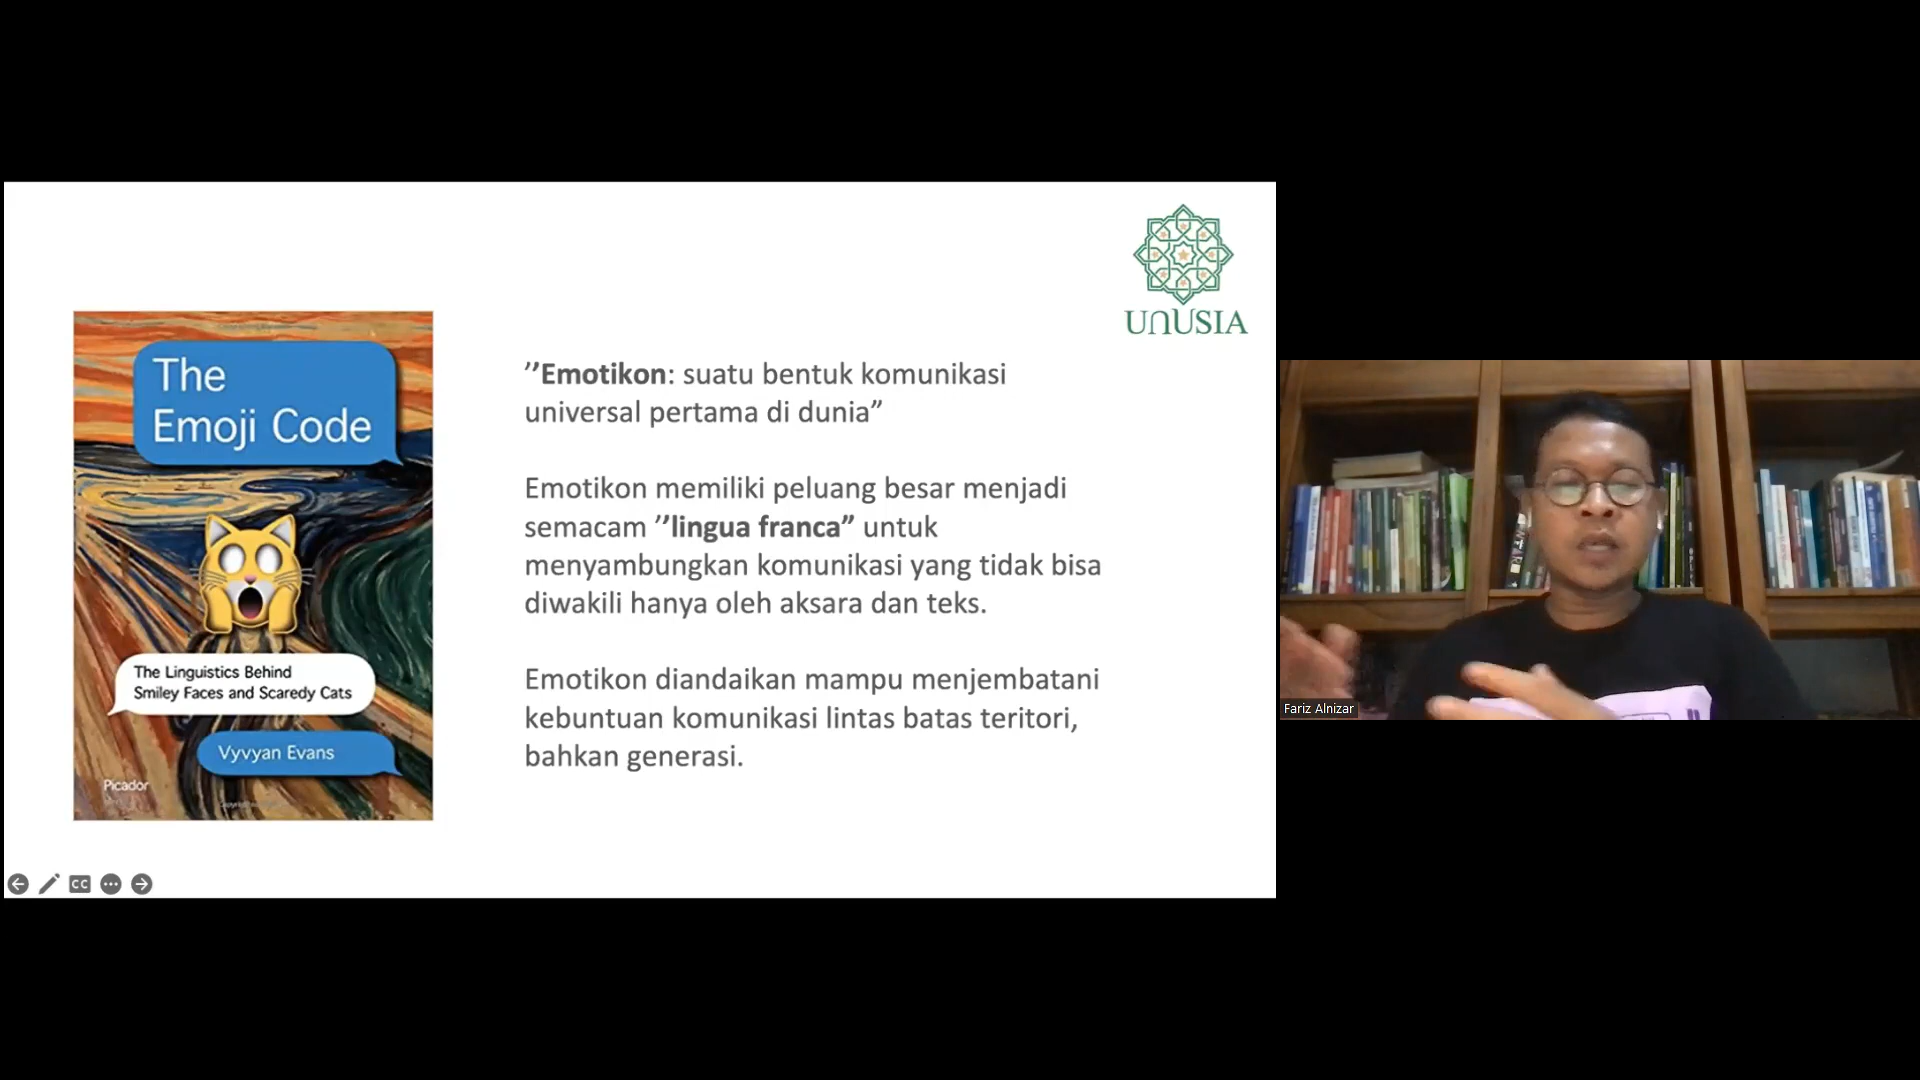 UNUSIA
The
Emoji Code
The Linguistics Behind
Smiley Faces and Scaredy Cats
Vyvyan Evans
Picador
’’Emotikon: suatu bentuk komunikasi
universal pertama di dunia”
Emotikon memiliki peluang besar menjadi
semacam ’’lingua franca” untuk
menyambungkan komunikasi yang tidak bisa
diwakili hanya oleh aksara dan teks.
Emotikon diandaikan mampu menjembatani
kebuntuan komunikasi lintas batas teritori,
bahkan generasi.
CC
Fariz Alnizar